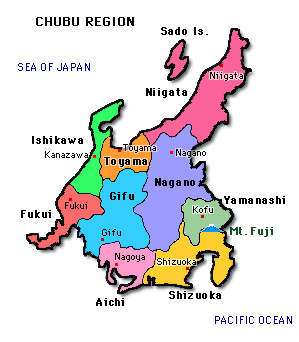 CHUBU REGION
Sado Is.
SEA OF JAPAN
Niigata
Niigata
Ishikawa
Kanazawa
Toyama
Toyama
Nagano
Gifu
Nagano
Yamanashi
Fukui
Fukui
Kofu
Gifu
Mt.Fuji
Nagoya
Shizuoka
Aichi
Shizuoka
PACIFIC OCEAN